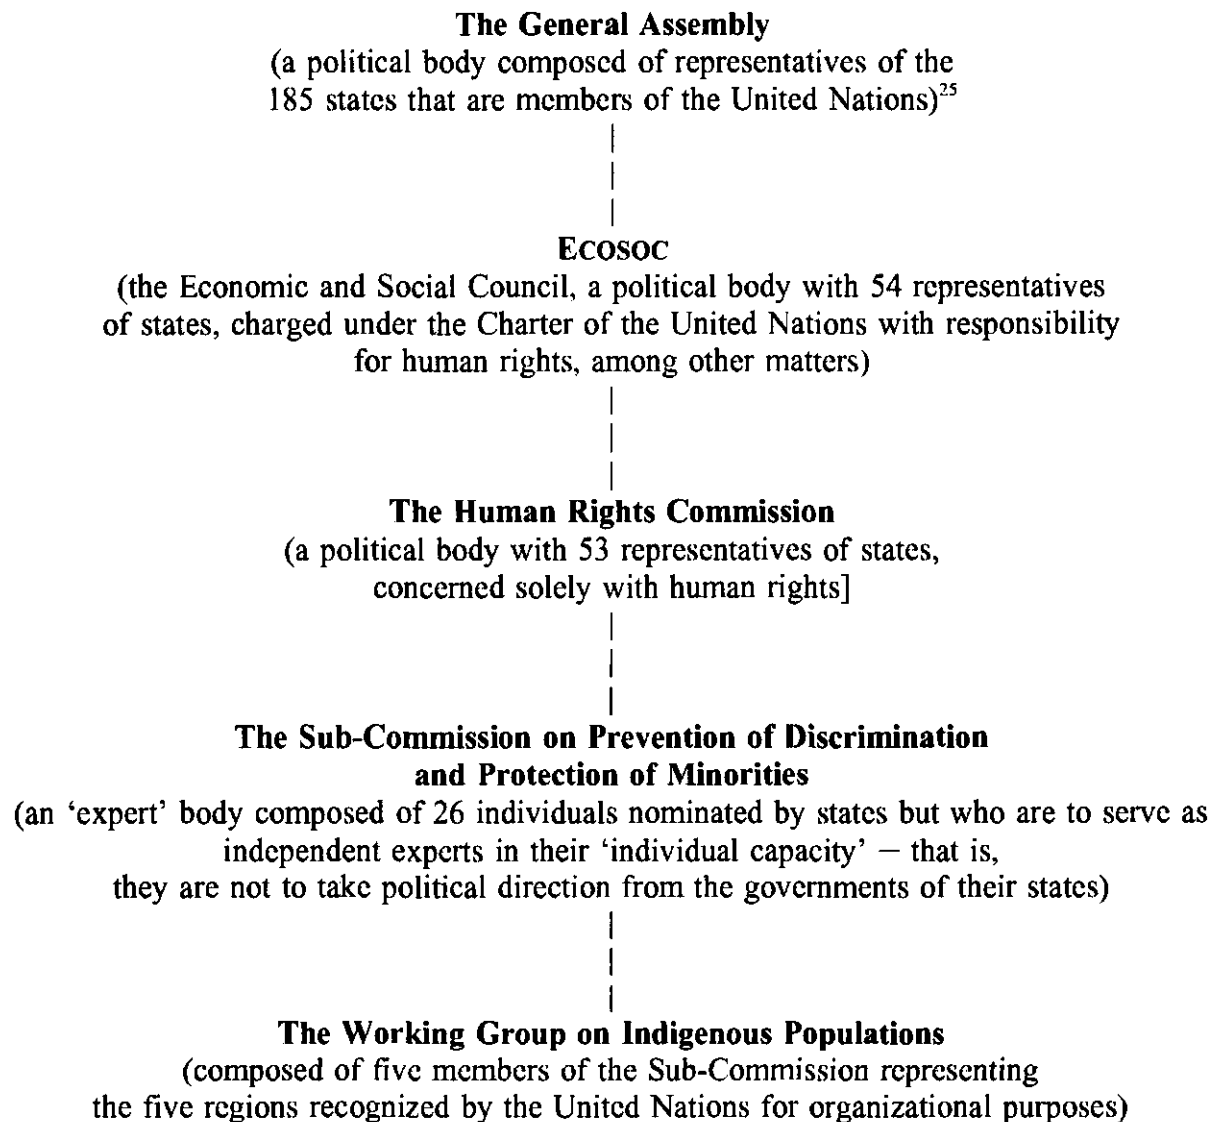 The General Assembly
(a political body composed of representatives of the
185 states that are members of the United Nations)²⁵
ECOSOC
(the Economic and Social Council, a political body with 54 representatives
of states, charged under the Charter of the United Nations with responsibility
for human rights, among other matters)
The Human Rights Commission
(a political body with 53 representatives of states,
concerned solely with human rights]
The Sub-Commission on Prevention of Discrimination
and Protection of Minorities
(an ‘expert’ body composed of 26 individuals nominated by states but who are to serve as
independent experts in their ‘individual capacity’ — that is,
they are not to take political direction from the governments of their states)
The Working Group on Indigenous Populations
(composed of five members of the Sub-Commission representing
the five regions recognized by the United Nations for organizational purposes)